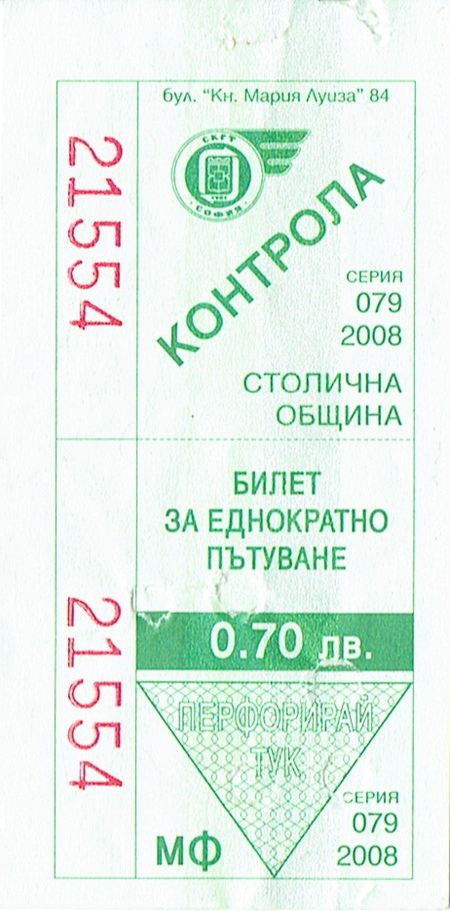 бул. "Кн. Мария Луиза" 84
21554
СКГТ
СОФИЯ
КОНТРОЛА
СЕРИЯ
079
2008
СТОЛИЧНА
ОБЩИНА
БИЛЕТ
ЗА ЕДНОКРАТНО
ПЪТУВАНЕ
21554
0.70 лв.
ПЕРФОРИРАЙ
ТУК
СЕРИЯ
079
2008
МФ